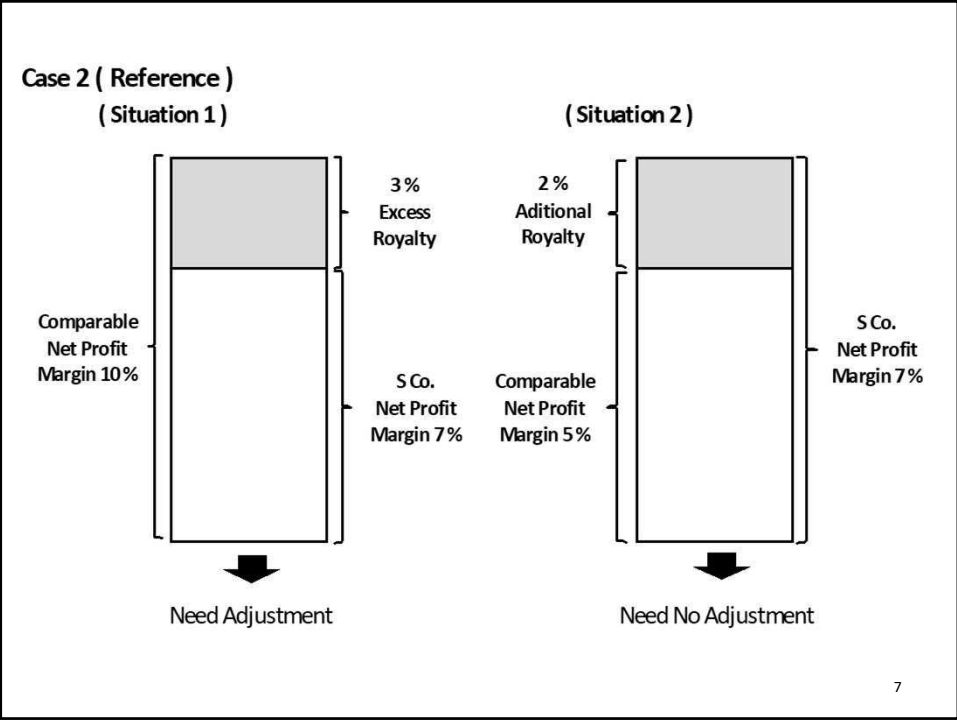 Case 2 ( Reference )
( Situation 1 )
( Situation 2 )
3 %
Excess
Royalty
Comparable
Net Profit
Margin 10 %
S Co.
Net Profit
Margin 7 %
Need Adjustment
2 %
Aditional
Royalty
Comparable
Net Profit
Margin 5 %
S Co.
Net Profit
Margin 7 %
Need No Adjustment
7